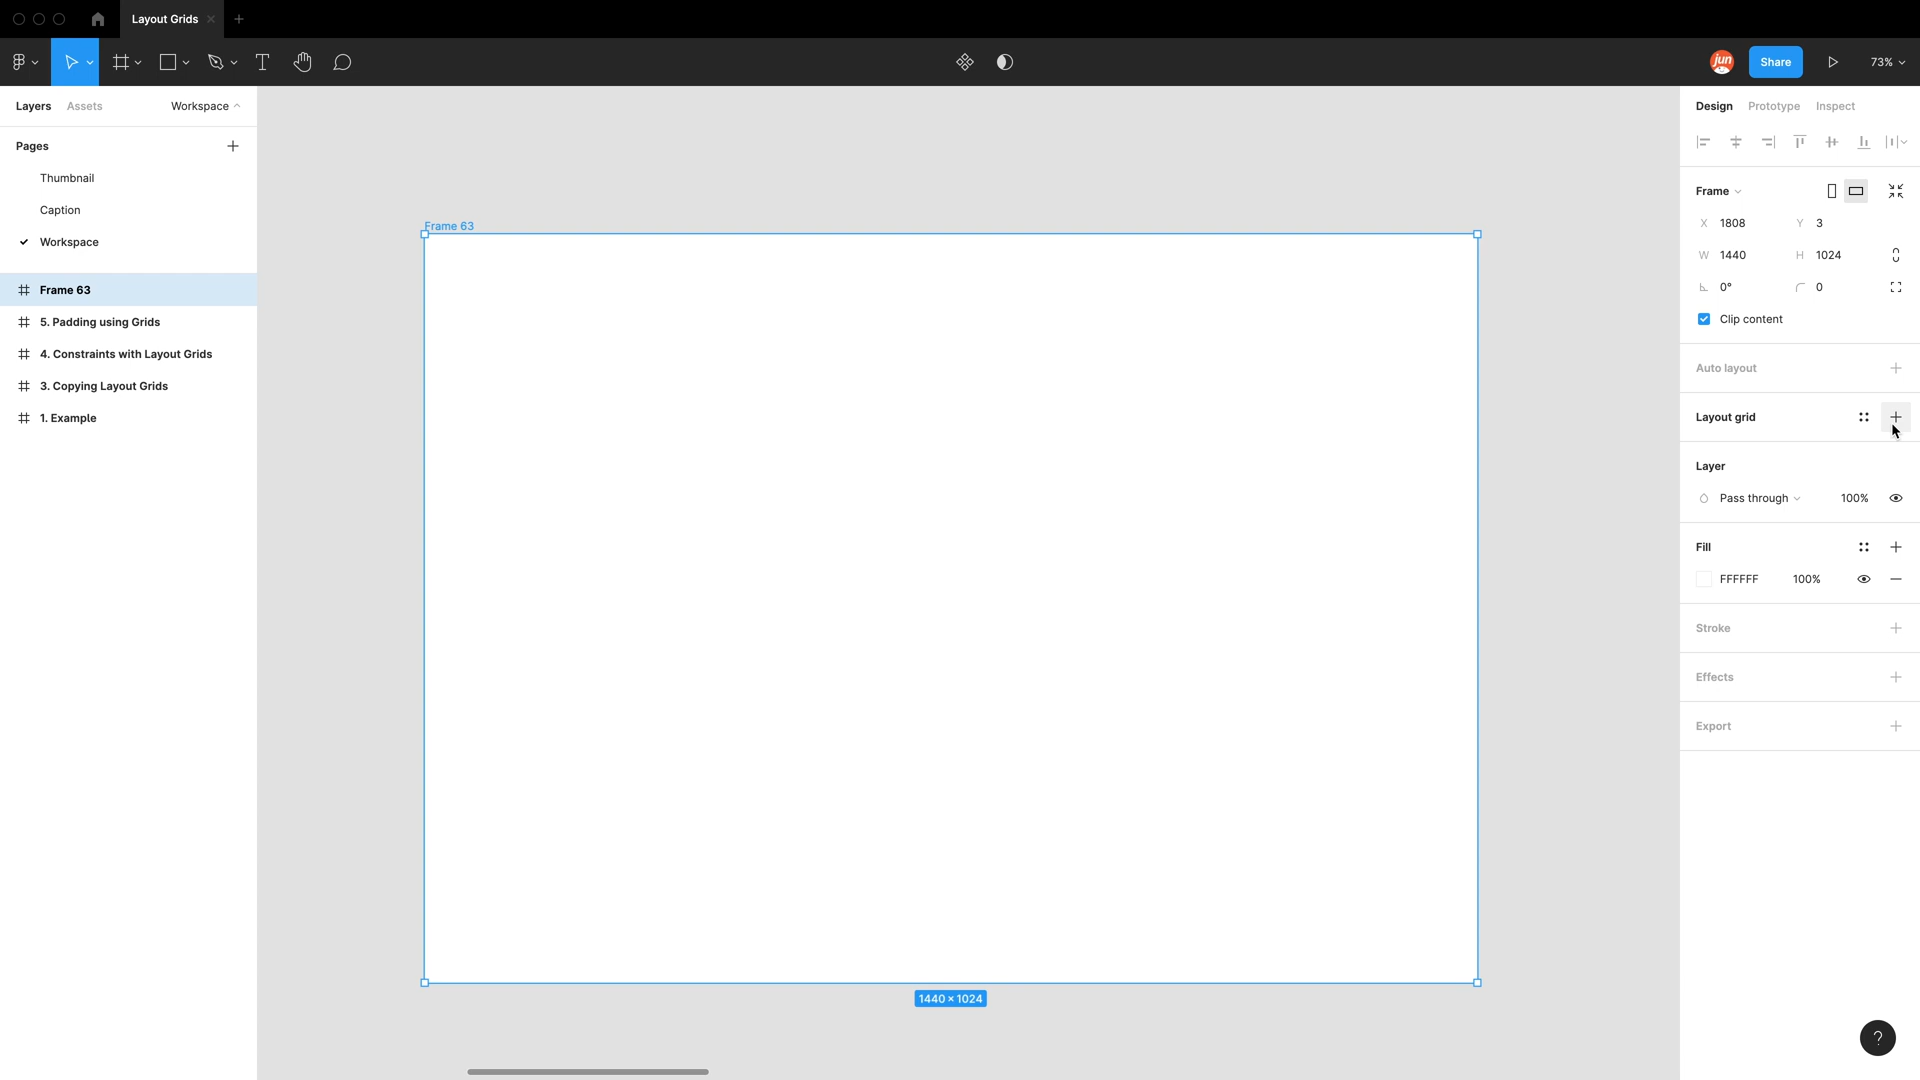 Layout Grids
jun
Share
73%
Layers
Assets
Workspace
Pages
Thumbnail
Caption
Workspace
Frame 63
5. Padding using Grids
4. Constraints with Layout Grids
3. Copying Layout Grids
1. Example
Frame 63
1440 × 1024
Design
Prototype
Inspect
Frame
X 1808 Y 3
W 1440 H 1024
0° 0
Clip content
Auto layout
Layout grid
Layer
Pass through 100%
Fill
FFFFFF 100%
Stroke
Effects
Export
?